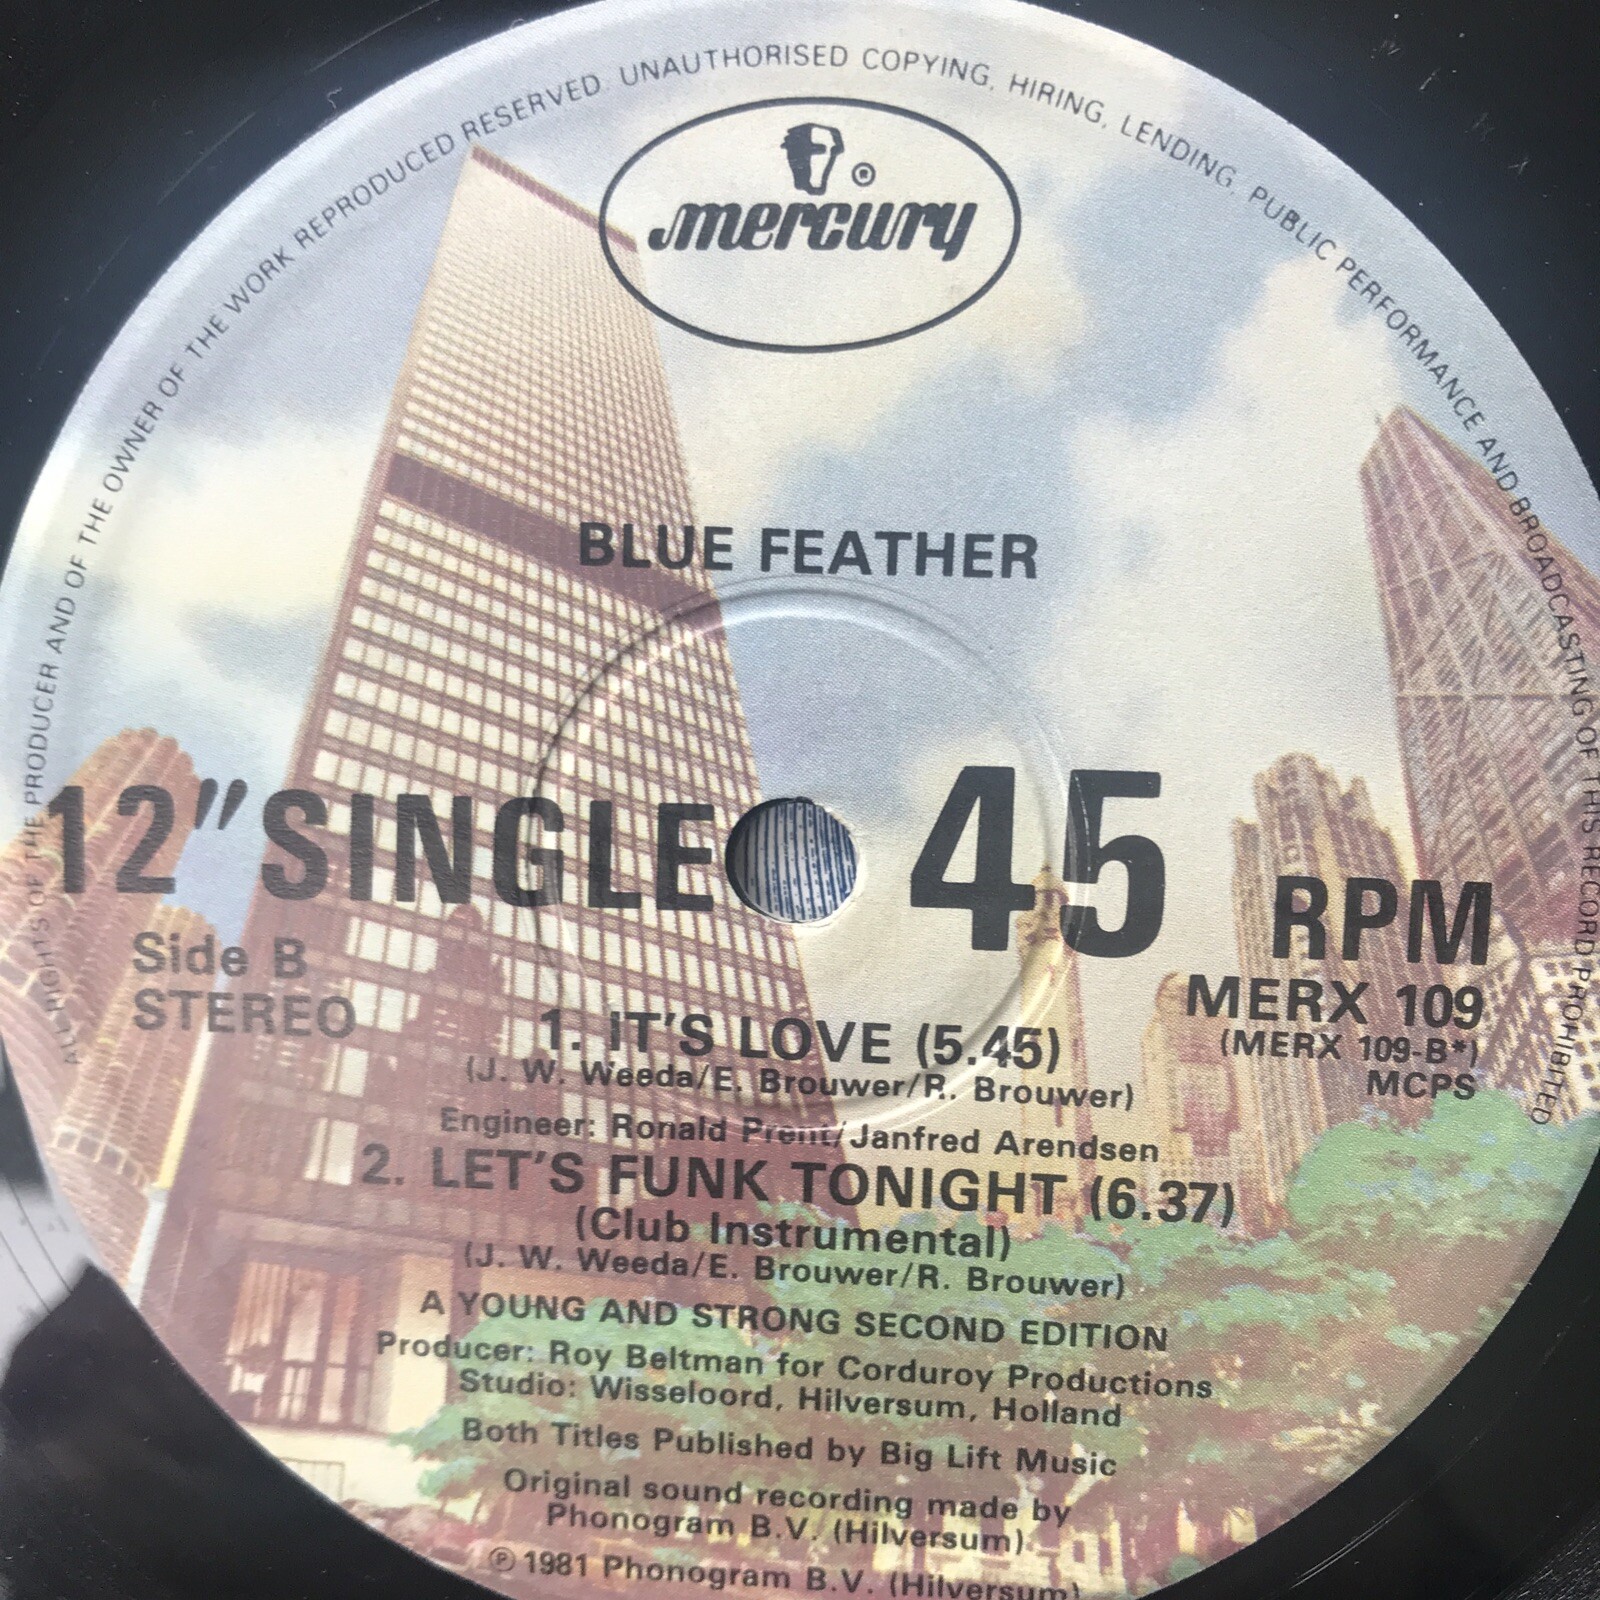 ALL RIGHTS OF THE PRODUCER AND OF THE OWNER OF THE WORK REPRODUCED RESERVED. UNAUTHORISED COPYING, HIRING, LENDING, PUBLIC PERFORMANCE AND BROADCASTING OF THIS RECORD PROHIBITED
mercury ®
BLUE FEATHER
12" SINGLE 45 RPM
Side B
STEREO
MERX 109
(MERX 109-B*)
MCPS
1. IT'S LOVE (5.45)
(J. W. Weeda/E. Brouwer/R. Brouwer)
Engineer: Ronald Prent/Janfred Arendsen
2. LET'S FUNK TONIGHT (6.37)
(Club Instrumental)
(J. W. Weeda/E. Brouwer/R. Brouwer)
A YOUNG AND STRONG SECOND EDITION
Producer: Roy Beltman for Corduroy Productions
Studio: Wisseloord, Hilversum, Holland
Both Titles Published by Big Lift Music
Original sound recording made by
Phonogram B.V. (Hilversum)
℗ 1981 Phonogram B.V. (Hilversum)